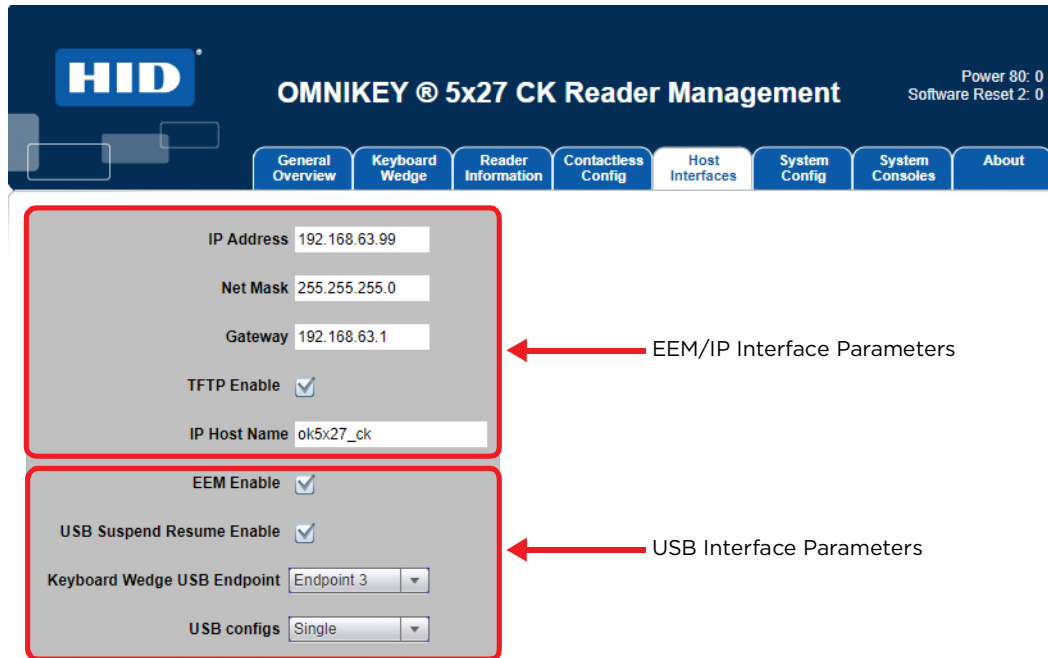 HID®
Power 80: 0
OMNIKEY ® 5x27 CK Reader Management
Software Reset 2: 0
General Overview
Keyboard Wedge
Reader Information
Contactless Config
Host Interfaces
System Config
System Consoles
About
IP Address 192.168.63.99
Net Mask 255.255.255.0
Gateway 192.168.63.1
EEM/IP Interface Parameters
TFTP Enable
IP Host Name ok5x27_ck
EEM Enable
USB Suspend Resume Enable
USB Interface Parameters
Keyboard Wedge USB Endpoint Endpoint 3
USB configs Single